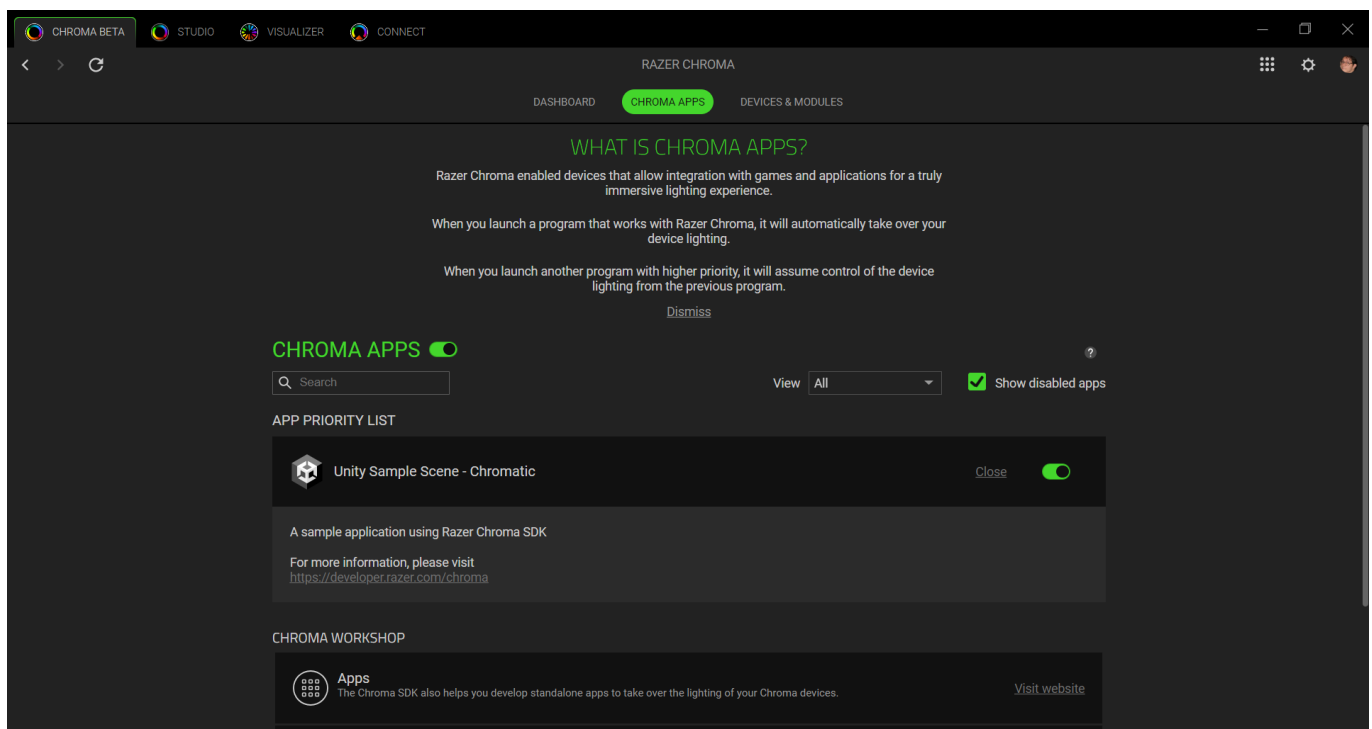 CHROMA BETA STUDIO VISUALIZER CONNECT
RAZER CHROMA
DASHBOARD CHROMA APPS DEVICES & MODULES
WHAT IS CHROMA APPS?
Razer Chroma enabled devices that allow integration with games and applications for a truly
immersive lighting experience.
When you launch a program that works with Razer Chroma, it will automatically take over your
device lighting.
When you launch another program with higher priority, it will assume control of the device
lighting from the previous program.
Dismiss
CHROMA APPS
?
Search View All Show disabled apps
APP PRIORITY LIST
Unity Sample Scene - Chromatic Close
A sample application using Razer Chroma SDK
For more information, please visit
https://developer.razer.com/chroma
CHROMA WORKSHOP
Apps
The Chroma SDK also helps you develop standalone apps to take over the lighting of your Chroma devices.
Visit website